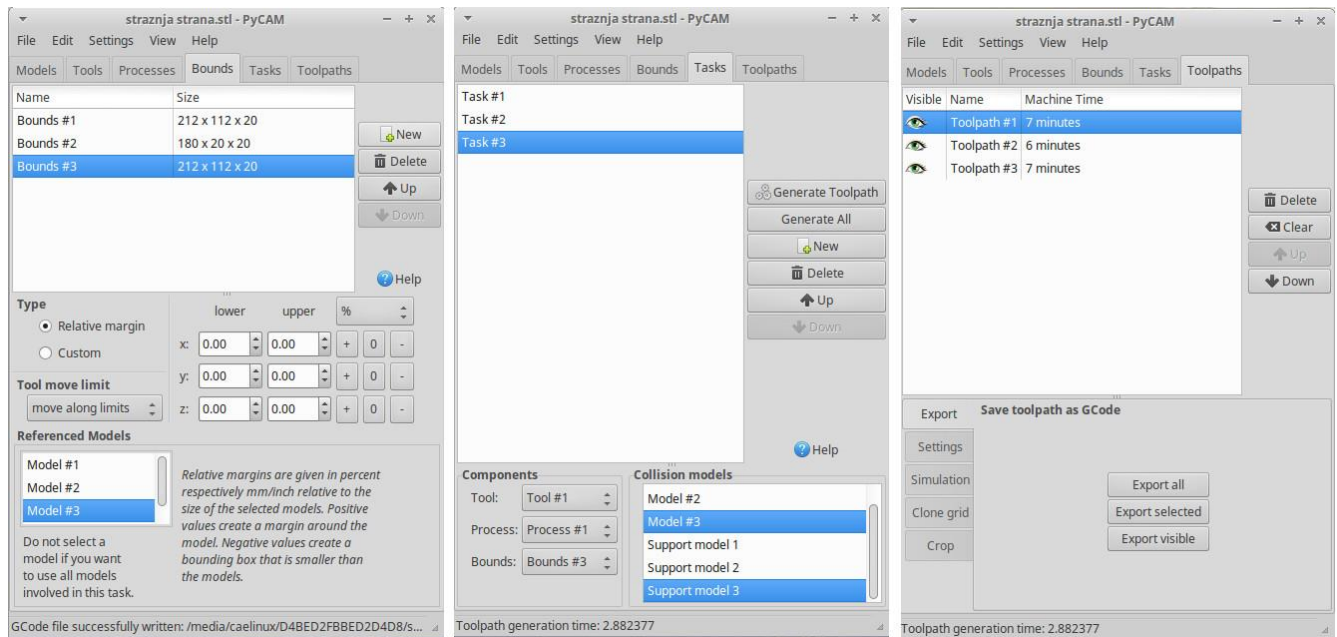 straznja strana.stl - PyCAM
File Edit Settings View Help
Models Tools Processes Bounds Tasks Toolpaths
Name Size
Bounds #1 212 x 112 x 20
Bounds #2 180 x 20 x 20
Bounds #3 212 x 112 x 20
New
Delete
Up
Down
Help
Type
Relative margin
Custom
Tool move limit
move along limits
lower upper %
x: 0.00 0.00 + 0 -
y: 0.00 0.00 + 0 -
z: 0.00 0.00 + 0 -
Referenced Models
Model #1
Model #2
Model #3
Do not select a
model if you want
to use all models
involved in this task.
Relative margins are given in percent
respectively mm/inch relative to the
size of the selected models. Positive
values create a margin around the
model. Negative values create a
bounding box that is smaller than
the models.
GCode file successfully written: /media/caelinux/D4BED2FBBED2D4D8/s...
straznja strana.stl - PyCAM
File Edit Settings View Help
Models Tools Processes Bounds Tasks Toolpaths
Task #1
Task #2
Task #3
Generate Toolpath
Generate All
New
Delete
Up
Down
Help
Components
Tool: Tool #1
Process: Process #1
Bounds: Bounds #3
Collision models
Model #2
Model #3
Support model 1
Support model 2
Support model 3
Toolpath generation time: 2.882377
straznja strana.stl - PyCAM
File Edit Settings View Help
Models Tools Processes Bounds Tasks Toolpaths
Visible Name Machine Time
Toolpath #1 7 minutes
Toolpath #2 6 minutes
Toolpath #3 7 minutes
Delete
Clear
Up
Down
Export
Settings
Simulation
Clone grid
Crop
Save toolpath as GCode
Export all
Export selected
Export visible
Toolpath generation time: 2.882377